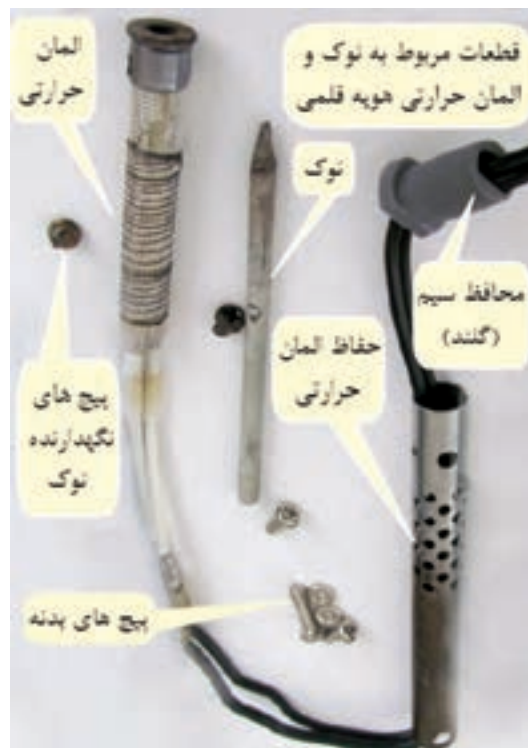 قطعات مربوط به نوک و
المان حرارتی هویه قلمی
المان
حرارتی
نوک
محافظ سیم
(گلند)
حفاظ المان
حرارتی
پیچ های
نگهدارنده
نوک
پیچ های بدنه